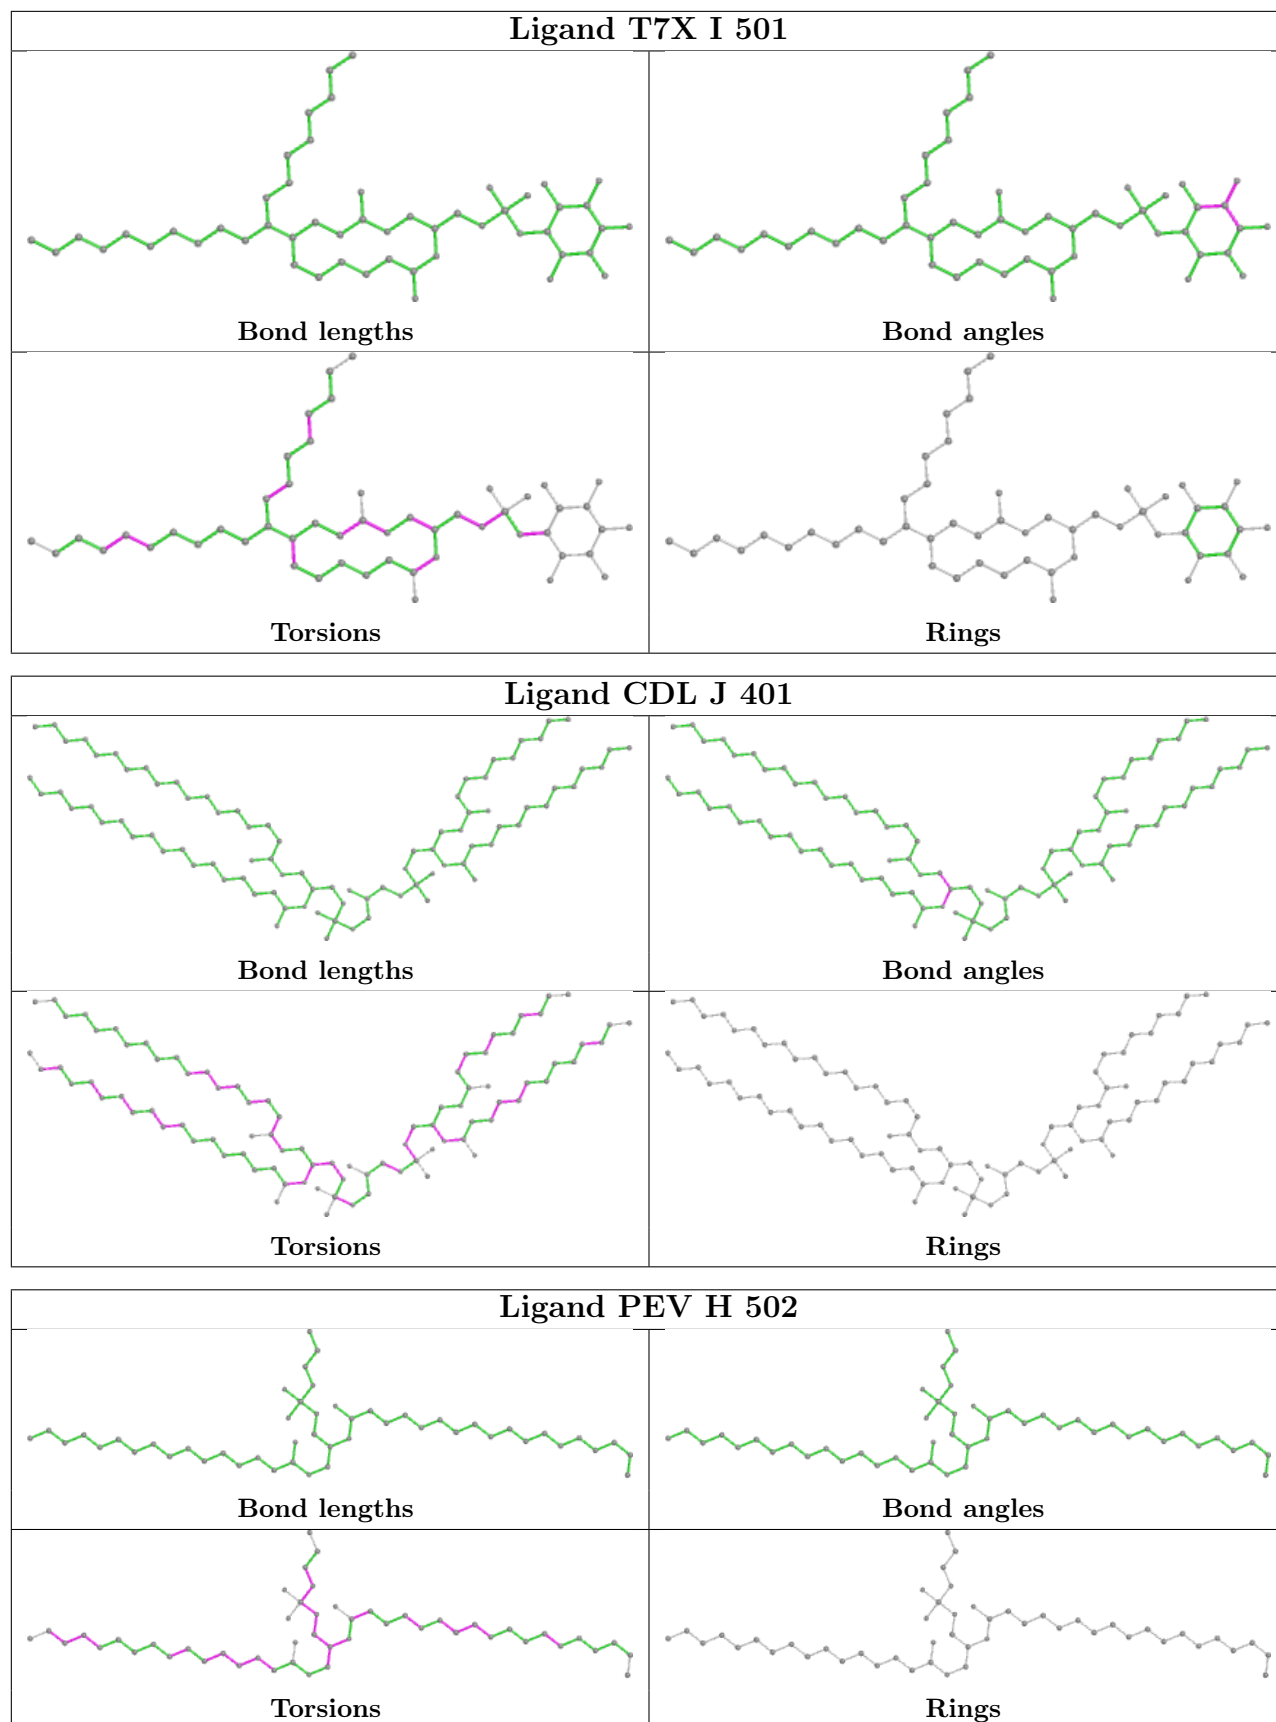 Ligand T7X I 501
Bond lengths
Bond angles
Torsions
Rings
Ligand CDL J 401
Bond lengths
Bond angles
Torsions
Rings
Ligand PEV H 502
Bond lengths
Bond angles
Torsions
Rings